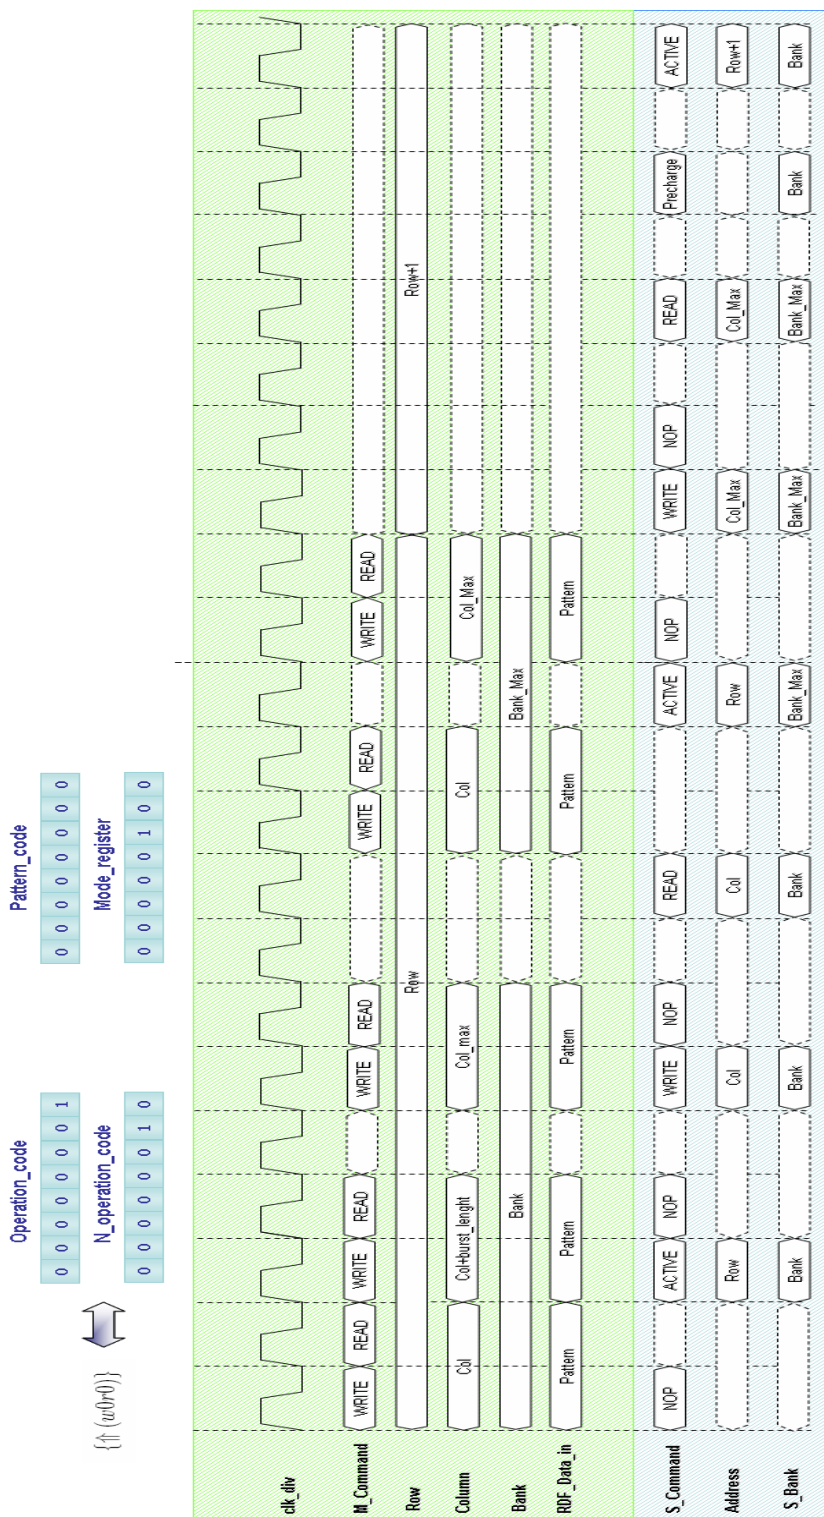 Operation_code Pattern_code
0 0 0 0 0 0 0 1 0 0 0 0 0 0 0 0
N_operation_code Mode_register
{⇑ (w0r0)} 0 0 0 0 0 0 1 0 0 0 0 0 0 1 0 0
clk_div
M_Command WRITE READ WRITE READ WRITE READ WRITE READ WRITE READ
Row Row Row+1
Column Col Col+burst_lenght Col_max Col Col_Max
Bank Bank Bank_Max
RDF_Data_in Pattern Pattern Pattern Pattern Pattern
S_Command NOP ACTIVE NOP WRITE NOP READ ACTIVE NOP WRITE NOP READ Precharge ACTIVE
Address Row Col Col Row Col_Max Col_Max Row+1
S_Bank Bank Bank Bank Bank_Max Bank_Max Bank_Max Bank Bank